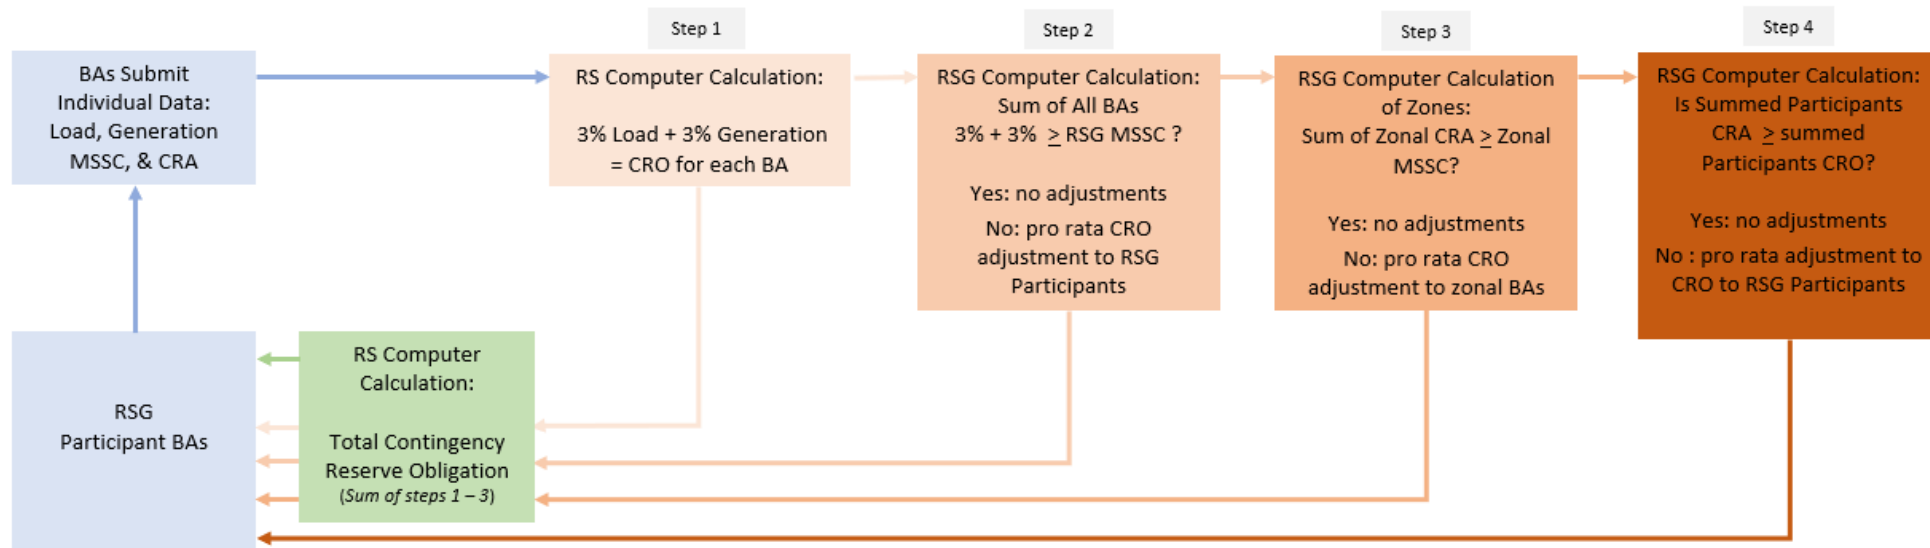 Step 1
Step 2
Step 3
Step 4
BAs Submit
Individual Data:
Load, Generation
MSSC, & CRA
RS Computer Calculation:
3% Load + 3% Generation
= CRO for each BA
RSG Computer Calculation:
Sum of All BAs
3% + 3% ≥ RSG MSSC ?
Yes: no adjustments
No: pro rata CRO
adjustment to RSG
Participants
RSG Computer Calculation
of Zones:
Sum of Zonal CRA ≥ Zonal
MSSC?
Yes: no adjustments
No: pro rata CRO
adjustment to zonal BAs
RSG Computer Calculation:
Is Summed Participants
CRA ≥ summed
Participants CRO?
Yes: no adjustments
No : pro rata adjustment to
CRO to RSG Participants
RSG
Participant BAs
RS Computer
Calculation:
Total Contingency
Reserve Obligation
(Sum of steps 1 – 3)